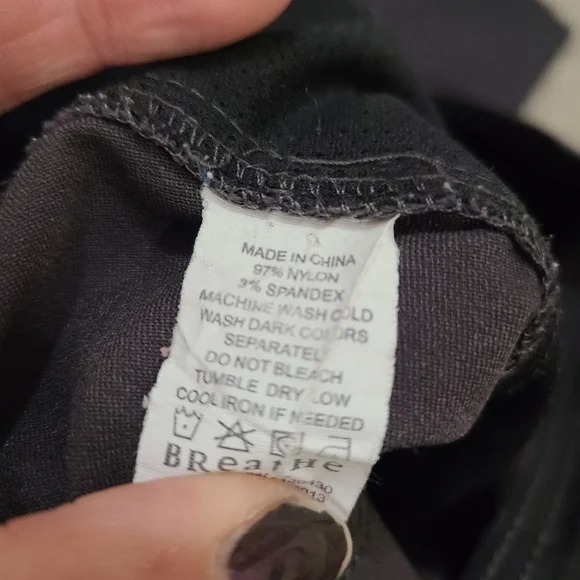 MADE IN CHINA
97% NYLON
3% SPANDEX
MACHINE WASH COLD
WASH DARK COLORS
SEPARATELY
DO NOT BLEACH
TUMBLE DRY LOW
COOL IRON IF NEEDED
BReatHe